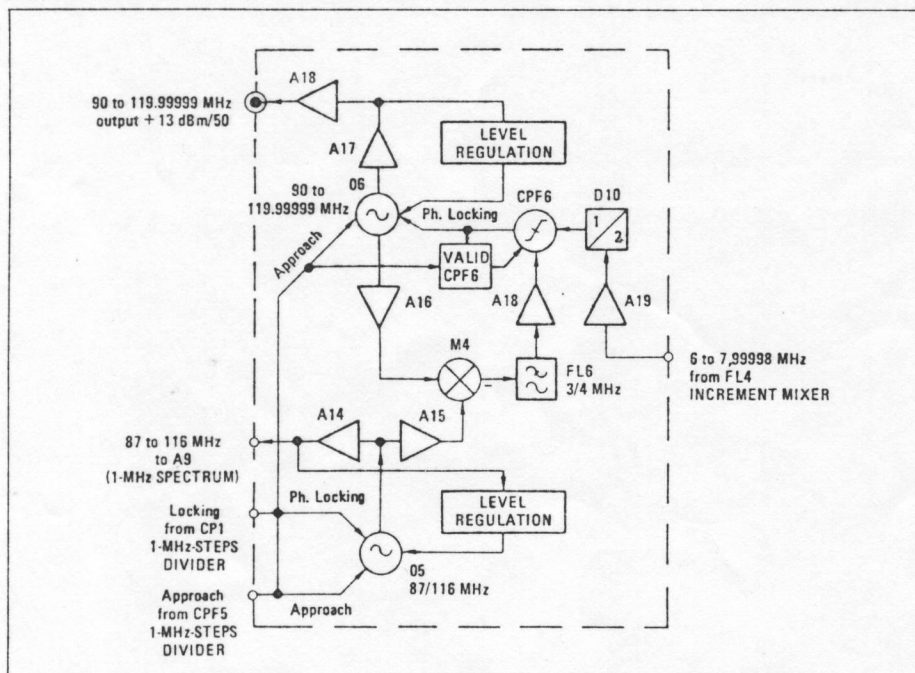 A18
90 to 119.99999 MHz
output + 13 dBm/50
A17
LEVEL
REGULATION
06
90 to
119.99999 MHz
CPF6
D10
Ph. Locking
1
2
Approach
VALID
CPF6
A16
A18
A19
M4
6 to 7,99998 MHz
from FL4
INCREMENT MIXER
FL6
3/4 MHz
A14
A15
87 to 116 MHz
to A9
(1-MHz SPECTRUM)
Ph. Locking
LEVEL
REGULATION
Locking
from CP1
1-MHz-STEPS
DIVIDER
05
87/116 MHz
Approach
from CPF5
1-MHz-STEPS
DIVIDER
Approach